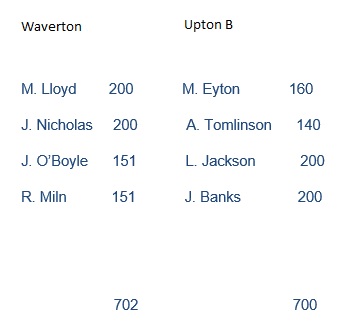 Waverton Upton B
M. Lloyd 200 M. Eyton 160
J. Nicholas 200 A. Tomlinson 140
J. O'Boyle 151 L. Jackson 200
R. Miln 151 J. Banks 200
702 700